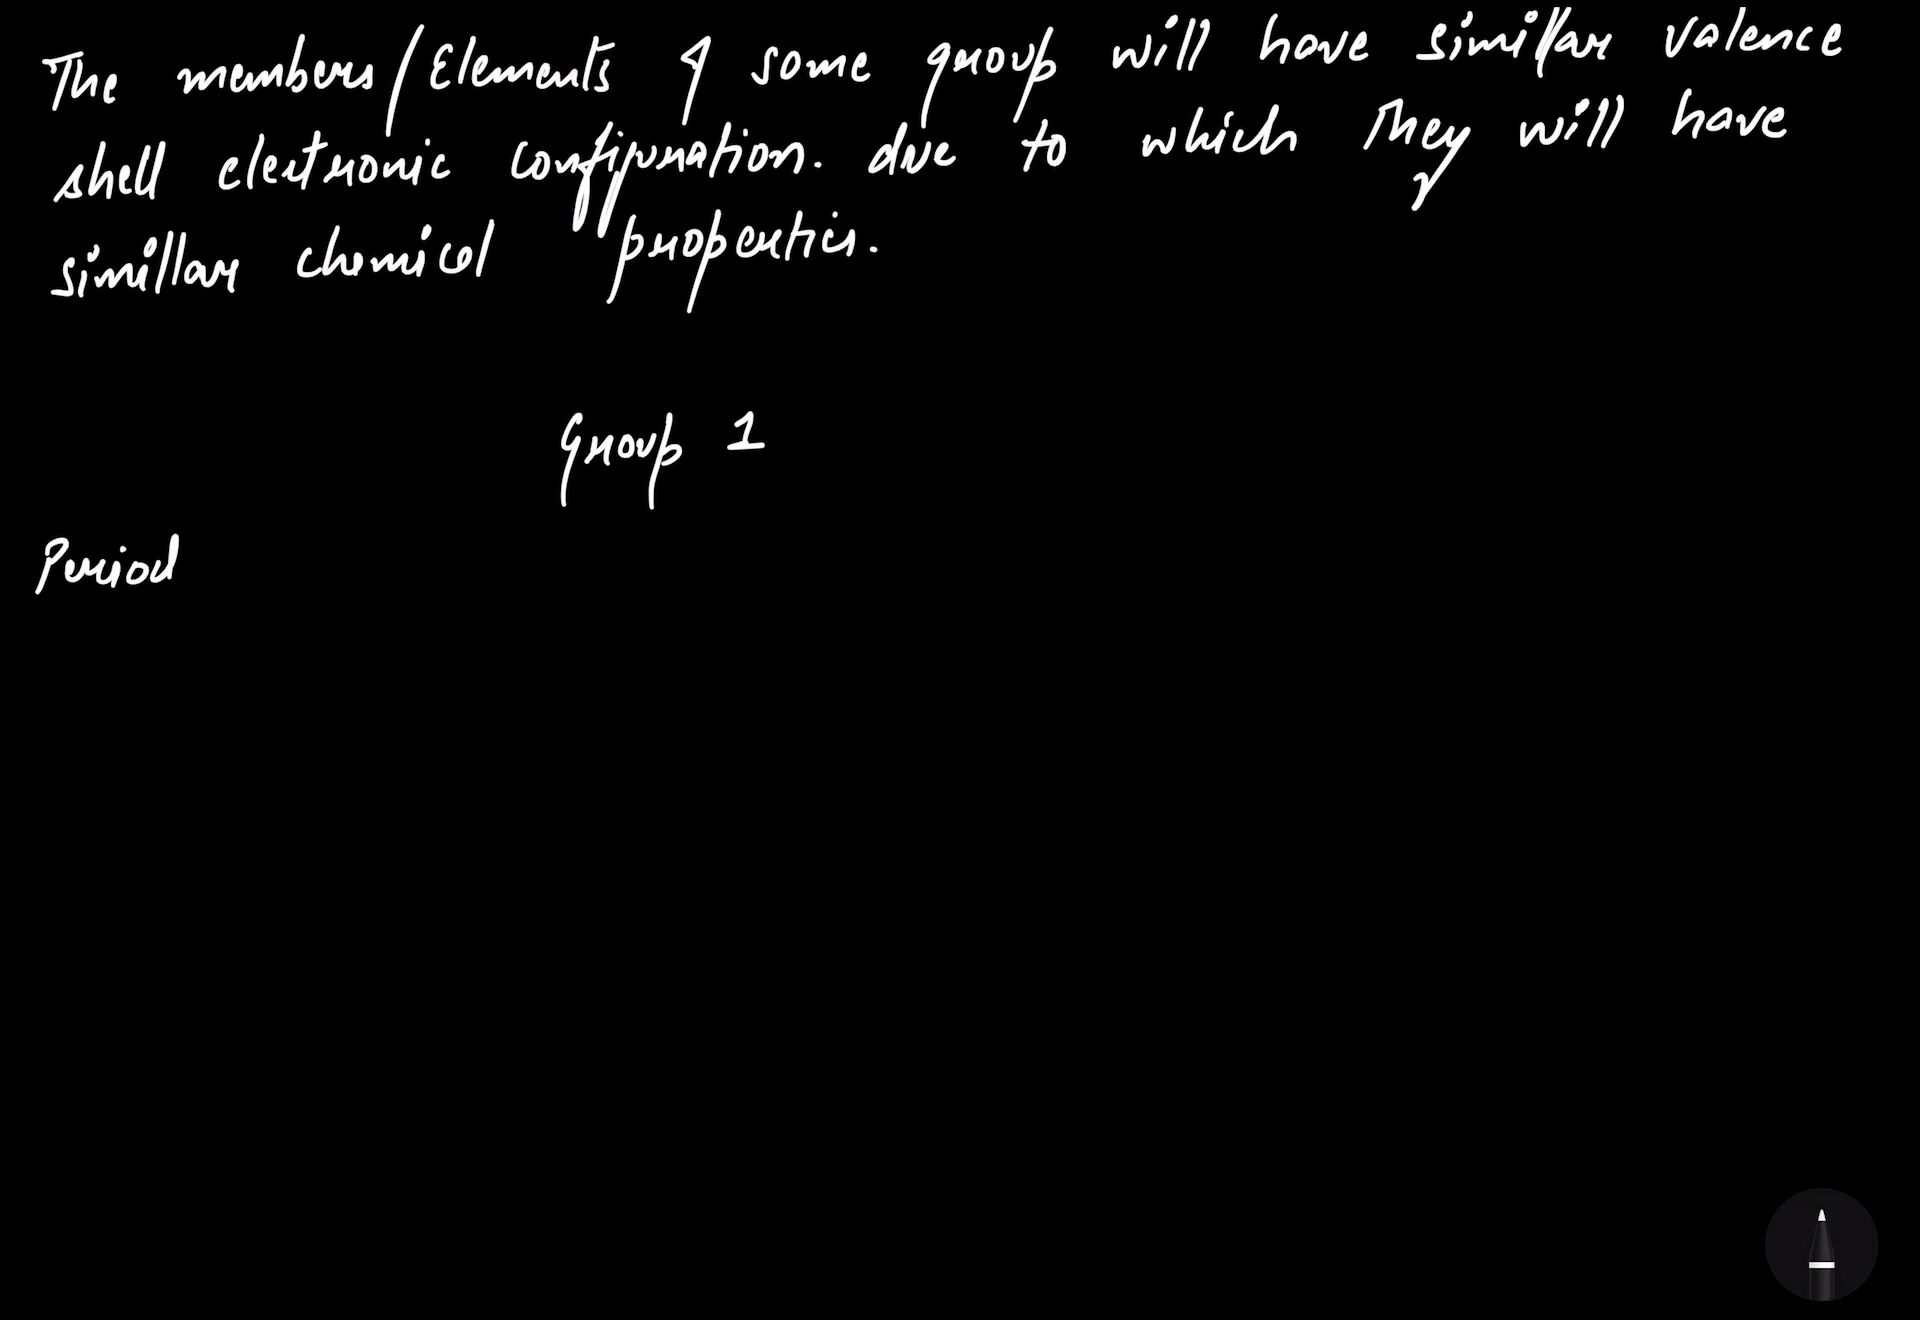 The members/Elements of some group will have simillar valence
shell electronic configuration. due to which They will have
simillar chemical properties.
Group 1
Period